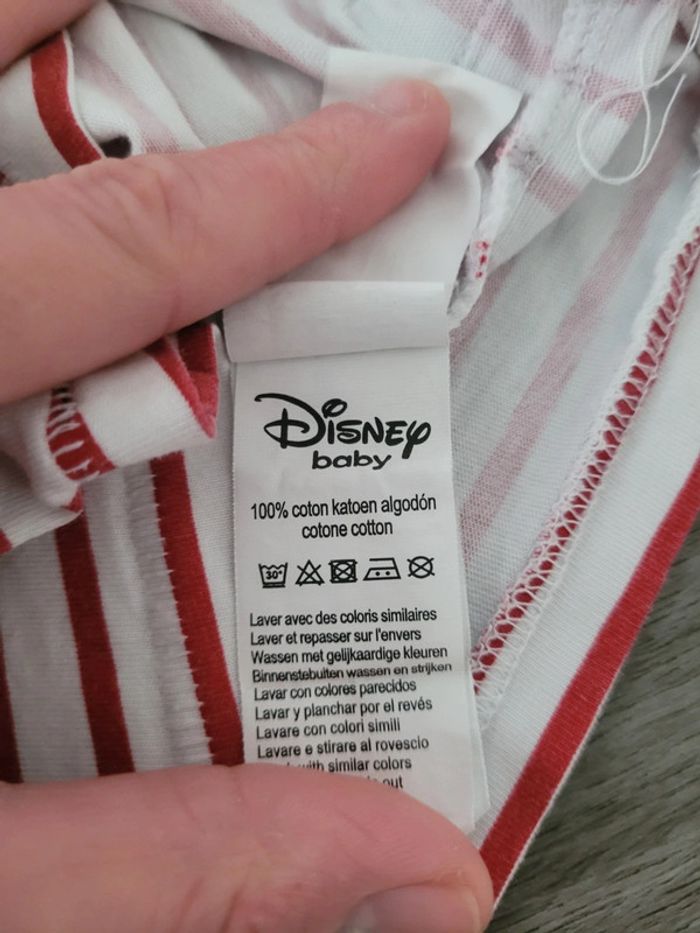 Disney
baby
100% coton katoen algodón
cotone cotton
30°
Laver avec des coloris similaires
Laver et repasser sur l'envers
Wassen met gelijkaardige kleuren
Binnenstebuiten wassen en strijken
Lavar con colores parecidos
Lavar y planchar por el revés
Lavare con colori simili
Lavare e stirare al rovescio
with similar colors
out